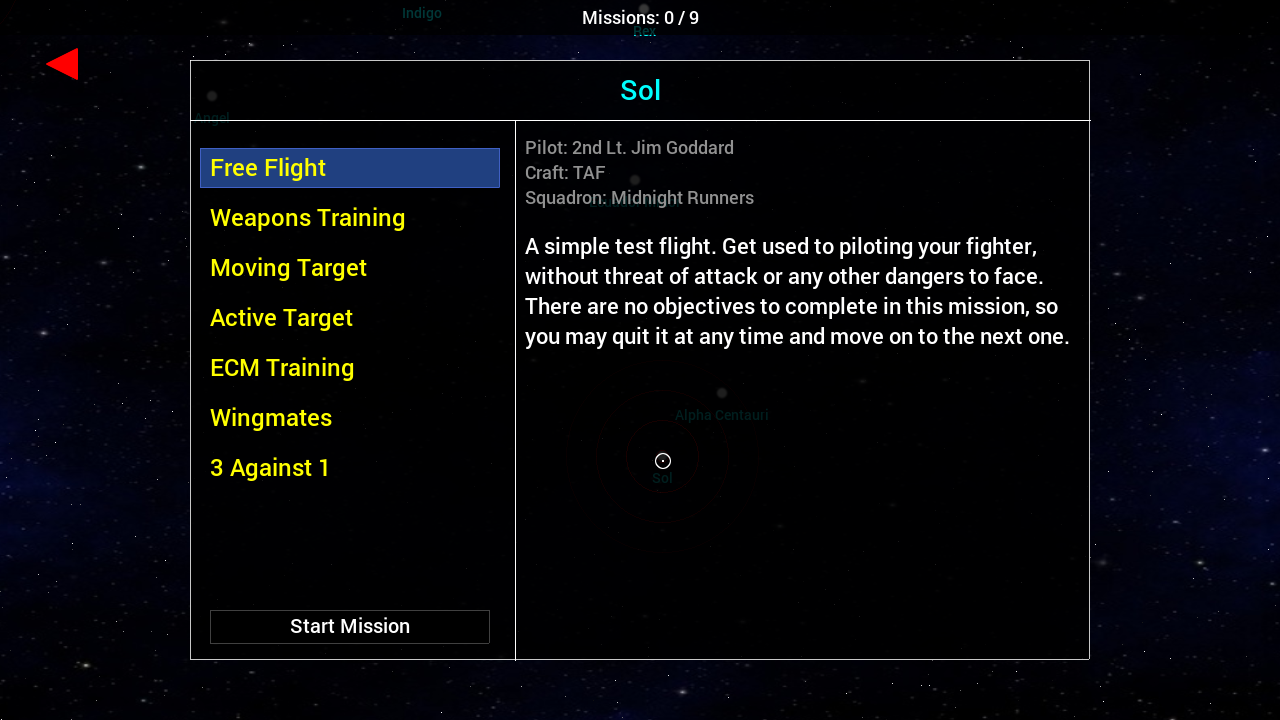 Indigo
Missions: 0 / 9
Rex
Sol
Angel
Free Flight
Weapons Training
Moving Target
Active Target
ECM Training
Wingmates
3 Against 1
Start Mission
Pilot: 2nd Lt. Jim Goddard
Craft: TAF
Squadron: Midnight Runners
A simple test flight. Get used to piloting your fighter,
without threat of attack or any other dangers to face.
There are no objectives to complete in this mission, so
you may quit it at any time and move on to the next one.
Alpha Centauri
Sol